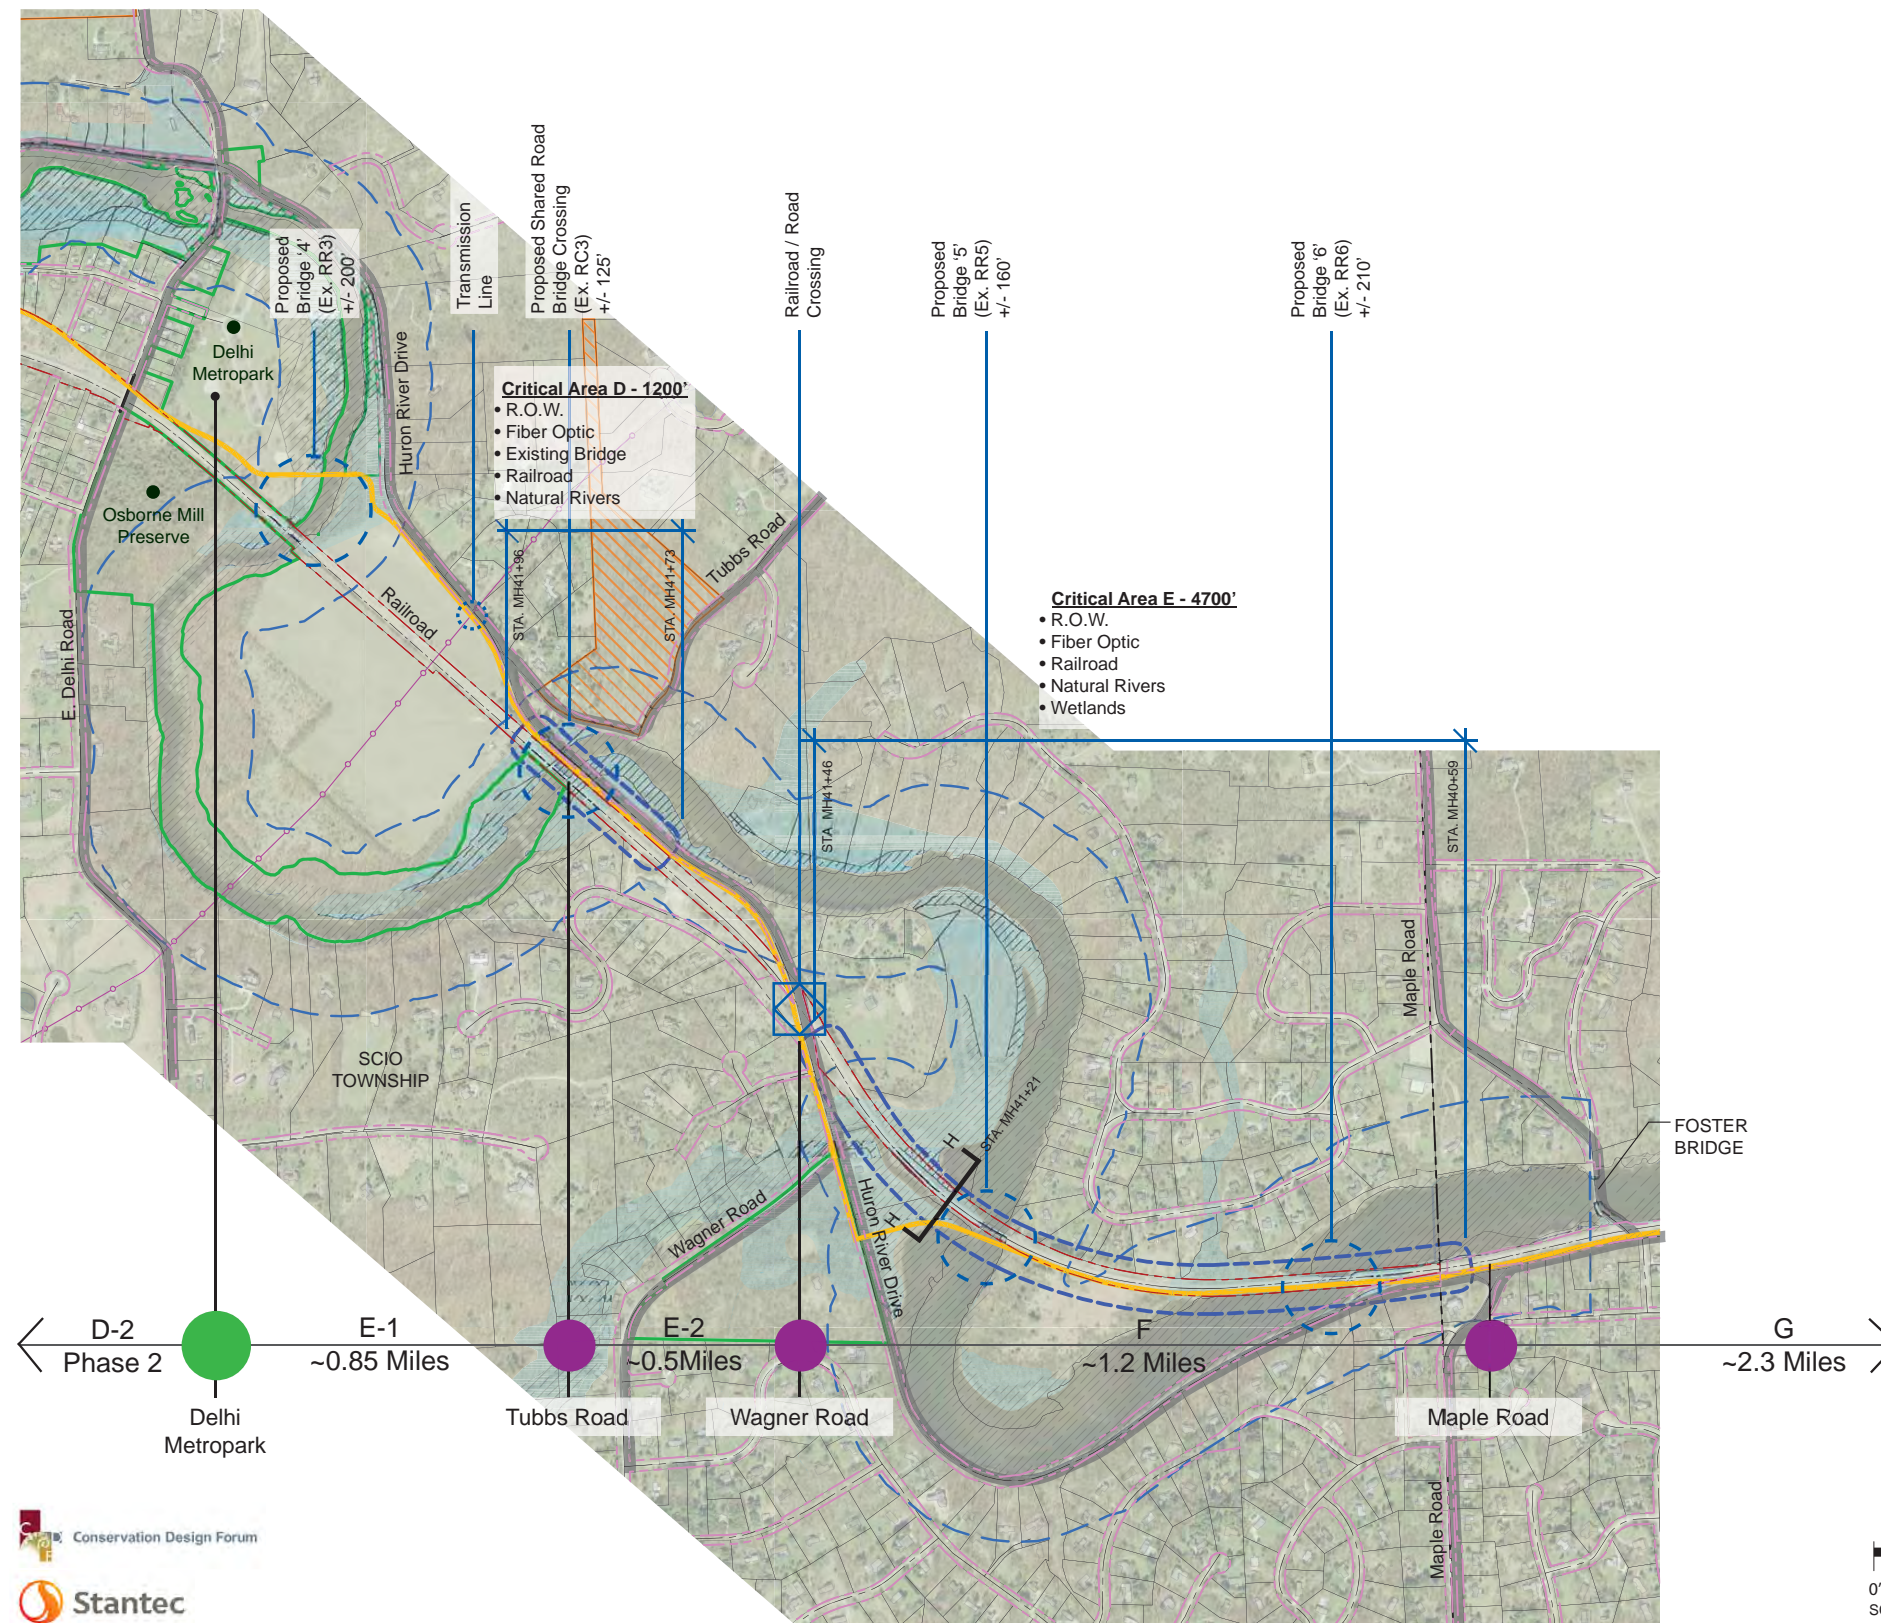 Proposed
Bridge ‘4’
(Ex. RR3)
+/- 200’
Transmission
Line
Proposed Shared Road
Bridge Crossing
(Ex. RC3)
+/- 125’
Railroad / Road
Crossing
Proposed
Bridge ‘5’
(Ex. RR5)
+/- 160’
Proposed
Bridge ‘6’
(Ex. RR6)
+/- 210’
Delhi
Metropark
Huron River Drive
Critical Area D - 1200’
• R.O.W.
• Fiber Optic
• Existing Bridge
• Railroad
• Natural Rivers
Osborne Mill
Preserve
Railroad
E. Delhi Road
STA. MH41+96
STA. MH41+73
Tubbs Road
Critical Area E - 4700’
• R.O.W.
• Fiber Optic
• Railroad
• Natural Rivers
• Wetlands
STA. MH41+46
STA. MH40+59
Maple Road
SCIO
TOWNSHIP
H
STA. MH41+21
H
FOSTER
BRIDGE
Wagner Road
Huron River Drive
D-2
Phase 2
E-1
~0.85 Miles
E-2
~0.5Miles
F
~1.2 Miles
G
~2.3 Miles
Delhi
Metropark
Tubbs Road
Wagner Road
Maple Road
Maple Road
Conservation Design Forum
Stantec
0’